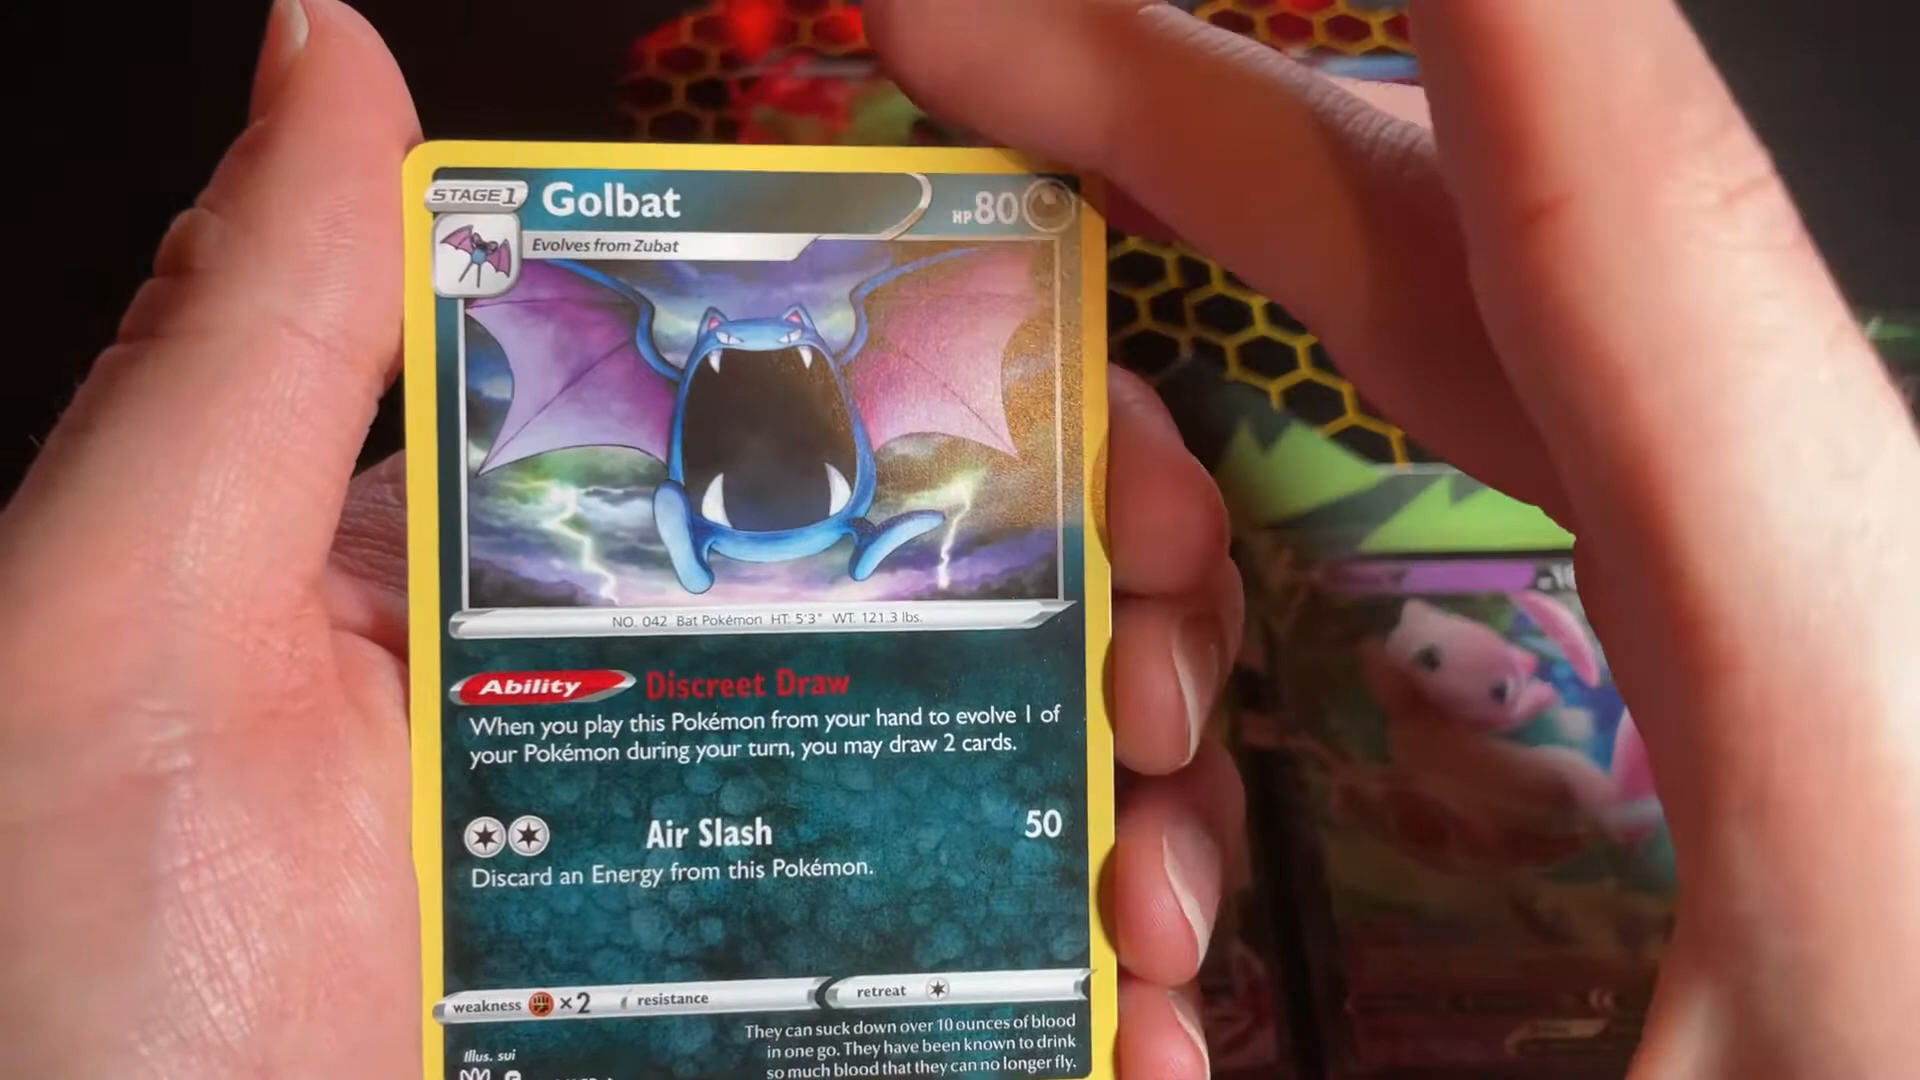 STAGE 1
Golbat
HP 80
Evolves from Zubat
NO. 042 Bat Pokémon HT: 5'3" WT: 121.3 lbs.
Ability Discreet Draw
When you play this Pokémon from your hand to evolve 1 of
your Pokémon during your turn, you may draw 2 cards.
Air Slash 50
Discard an Energy from this Pokémon.
weakness ×2 resistance retreat
They can suck down over 10 ounces of blood
in one go. They have been known to drink
so much blood that they can no longer fly.
Illus. sui